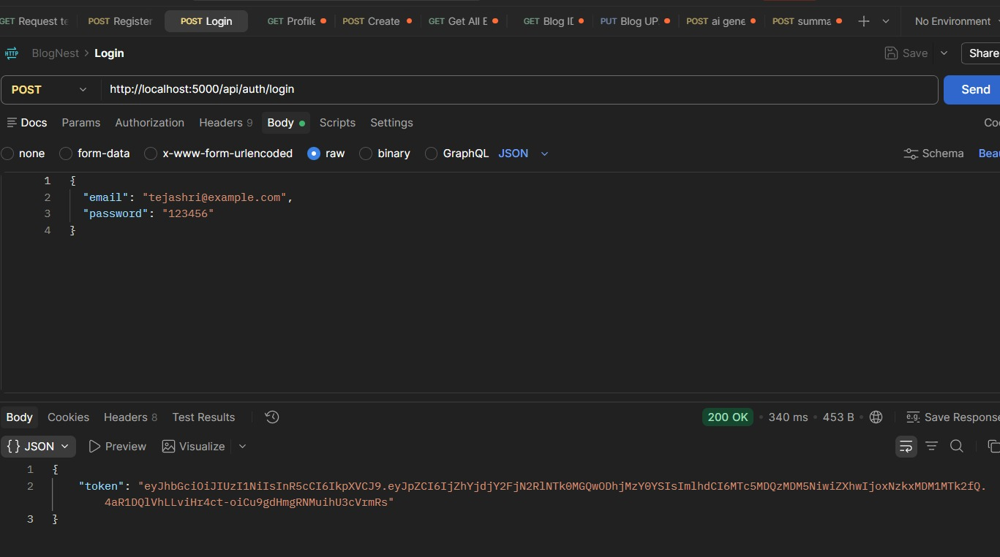 GET Request te POST Register POST Login GET Profile POST Create GET Get All E GET Blog ID PUT Blog UP POST ai gene POST summa No Environment
HTTP BlogNest > Login Save Share
POST http://localhost:5000/api/auth/login Send
Docs Params Authorization Headers 9 Body Scripts Settings Coo
none form-data x-www-form-urlencoded raw binary GraphQL JSON Schema Beau
1 {
2 "email": "tejashri@example.com",
3 "password": "123456"
4 }
Body Cookies Headers 8 Test Results 200 OK • 340 ms • 453 B • e.g. Save Response
{} JSON Preview Visualize
1 {
2 "token": "eyJhbGciOiJIUzI1NiIsInR5cCI6IkpXVCJ9.eyJpZCI6IjZhYjdjY2FjN2RlNTk0MGQwODhjMzY0YSIsImlhdCI6MTc5MDQzMDM5NiwiZXhwIjoxNzkxMDM1MTk2fQ.
4aR1DQlVhLLviHr4ct-oiCu9gdHmgRNMuihU3cVrmRs"
3 }